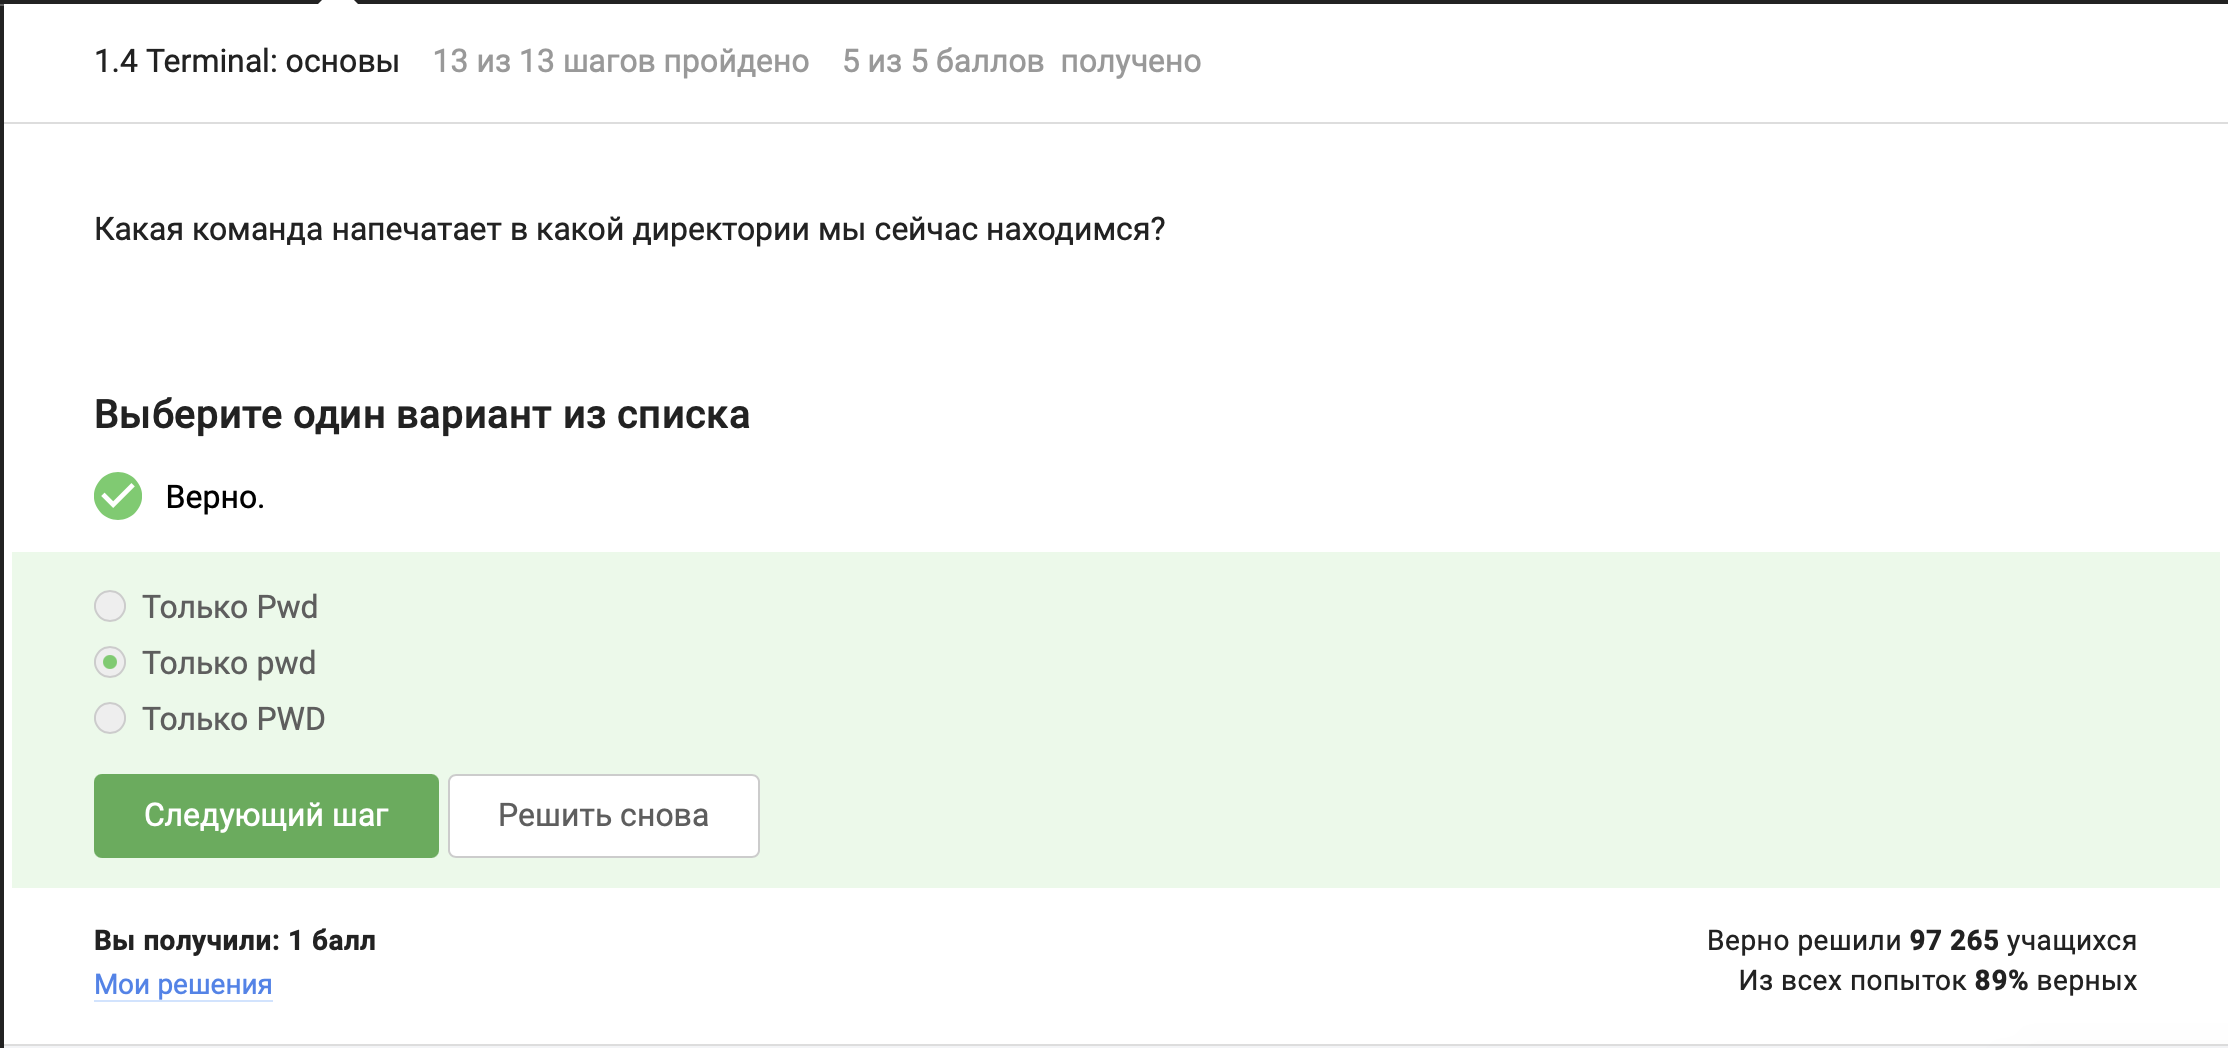 1.4 Terminal: основы 13 из 13 шагов пройдено 5 из 5 баллов получено
Какая команда напечатает в какой директории мы сейчас находимся?
Выберите один вариант из списка
Верно.
Только Pwd
Только pwd
Только PWD
Следующий шаг Решить снова
Вы получили: 1 балл
Мои решения
Верно решили 97 265 учащихся
Из всех попыток 89% верных